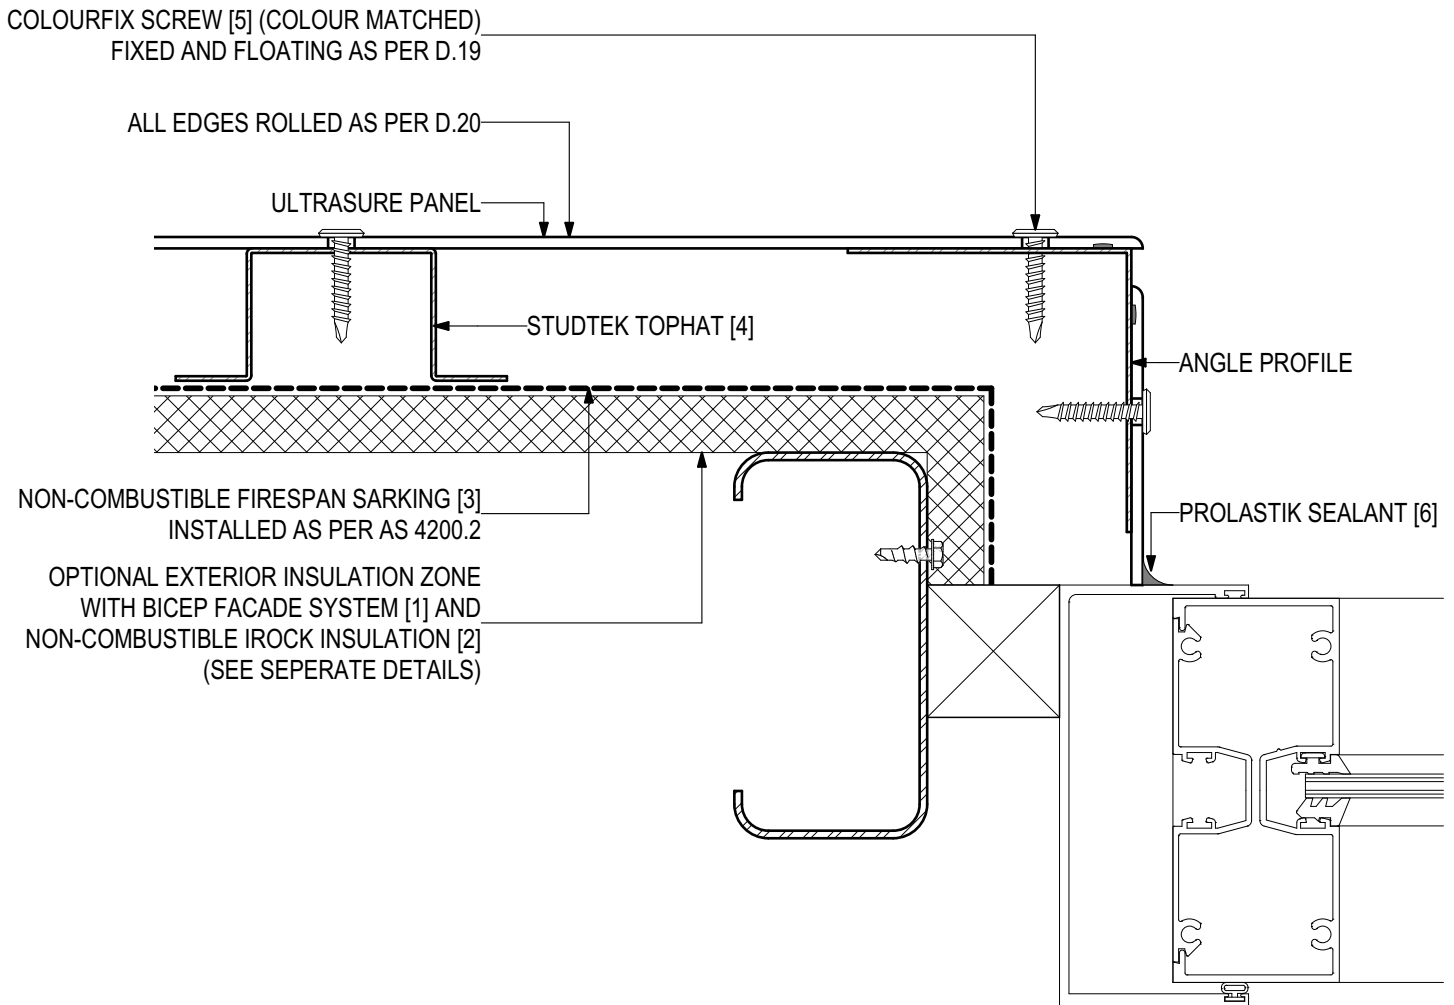 COLOURFIX SCREW [5] (COLOUR MATCHED)
FIXED AND FLOATING AS PER D.19
ALL EDGES ROLLED AS PER D.20
ULTRASURE PANEL
STUDTEK TOPHAT [4]
ANGLE PROFILE
NON-COMBUSTIBLE FIRESPAN SARKING [3]
INSTALLED AS PER AS 4200.2
PROLASTIK SEALANT [6]
OPTIONAL EXTERIOR INSULATION ZONE
WITH BICEP FACADE SYSTEM [1] AND
NON-COMBUSTIBLE IROCK INSULATION [2]
(SEE SEPERATE DETAILS)